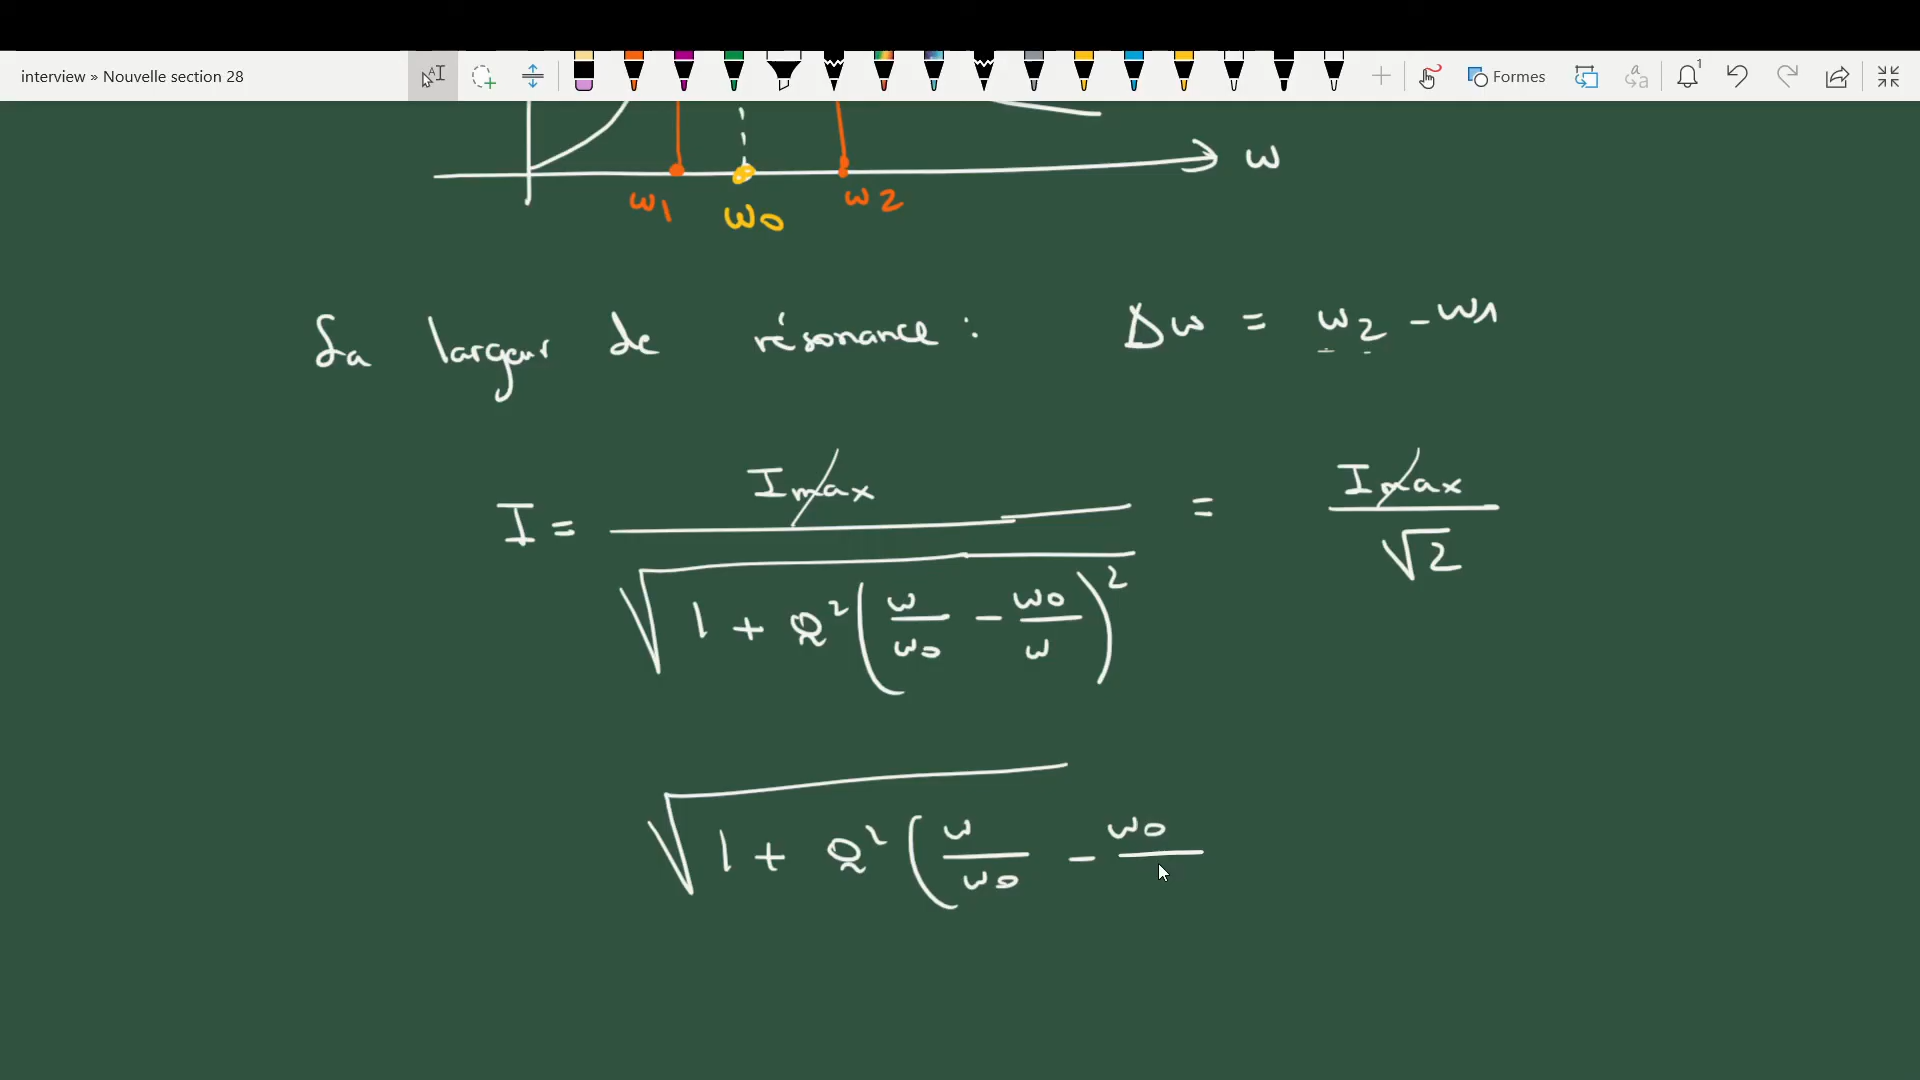 interview » Nouvelle section 28
Formes
1
ω
ω1 ω0 ω2
La largeur de résonance : Δω = ω2 - ω1
I = Imax / √(1 + Q²(ω/ω0 - ω0/ω)²) = Imax / √2
√(1 + Q²(ω/ω0 - ω0/